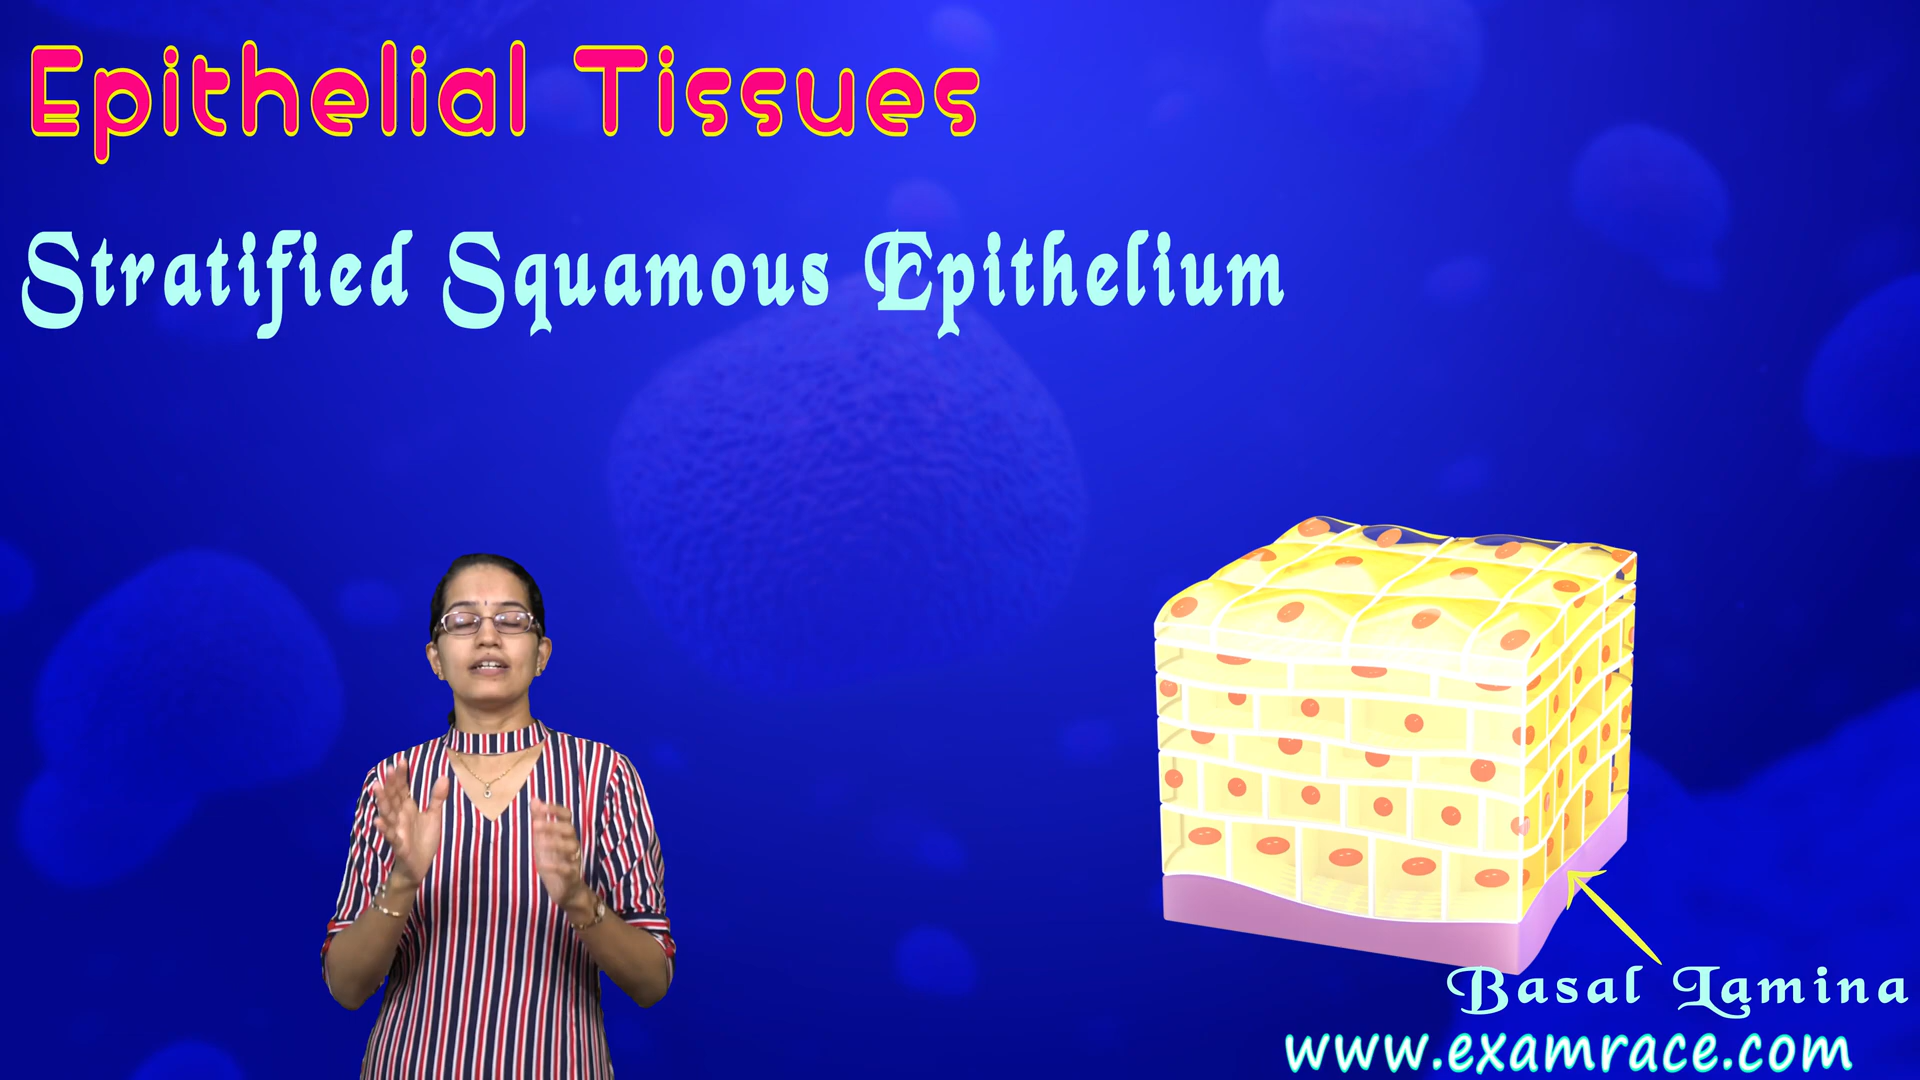 Epithelial Tissues
Stratified Squamous Epithelium
Basal Lamina
www.examrace.com